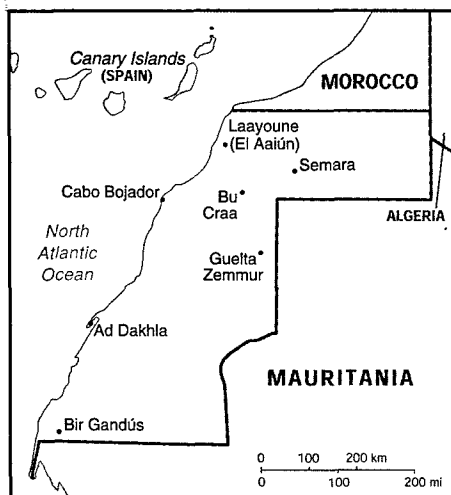 Canary Islands
(SPAIN)
MOROCCO
Laayoune
(El Aaiún)
Semara
Cabo Bojador
Bu
Craa
ALGERIA
North
Atlantic
Ocean
Guelta
Zemmur
Ad Dakhla
MAURITANIA
Bir Gandús
0 100 200 km
0 100 200 mi